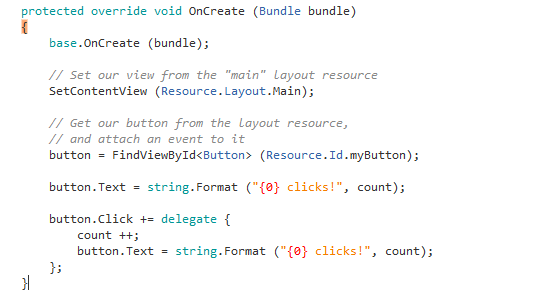 protected override void OnCreate (Bundle bundle)
{
base.OnCreate (bundle);
// Set our view from the "main" layout resource
SetContentView (Resource.Layout.Main);
// Get our button from the layout resource,
// and attach an event to it
button = FindViewById<Button> (Resource.Id.myButton);
button.Text = string.Format ("{0} clicks!", count);
button.Click += delegate {
count ++;
button.Text = string.Format ("{0} clicks!", count);
};
}